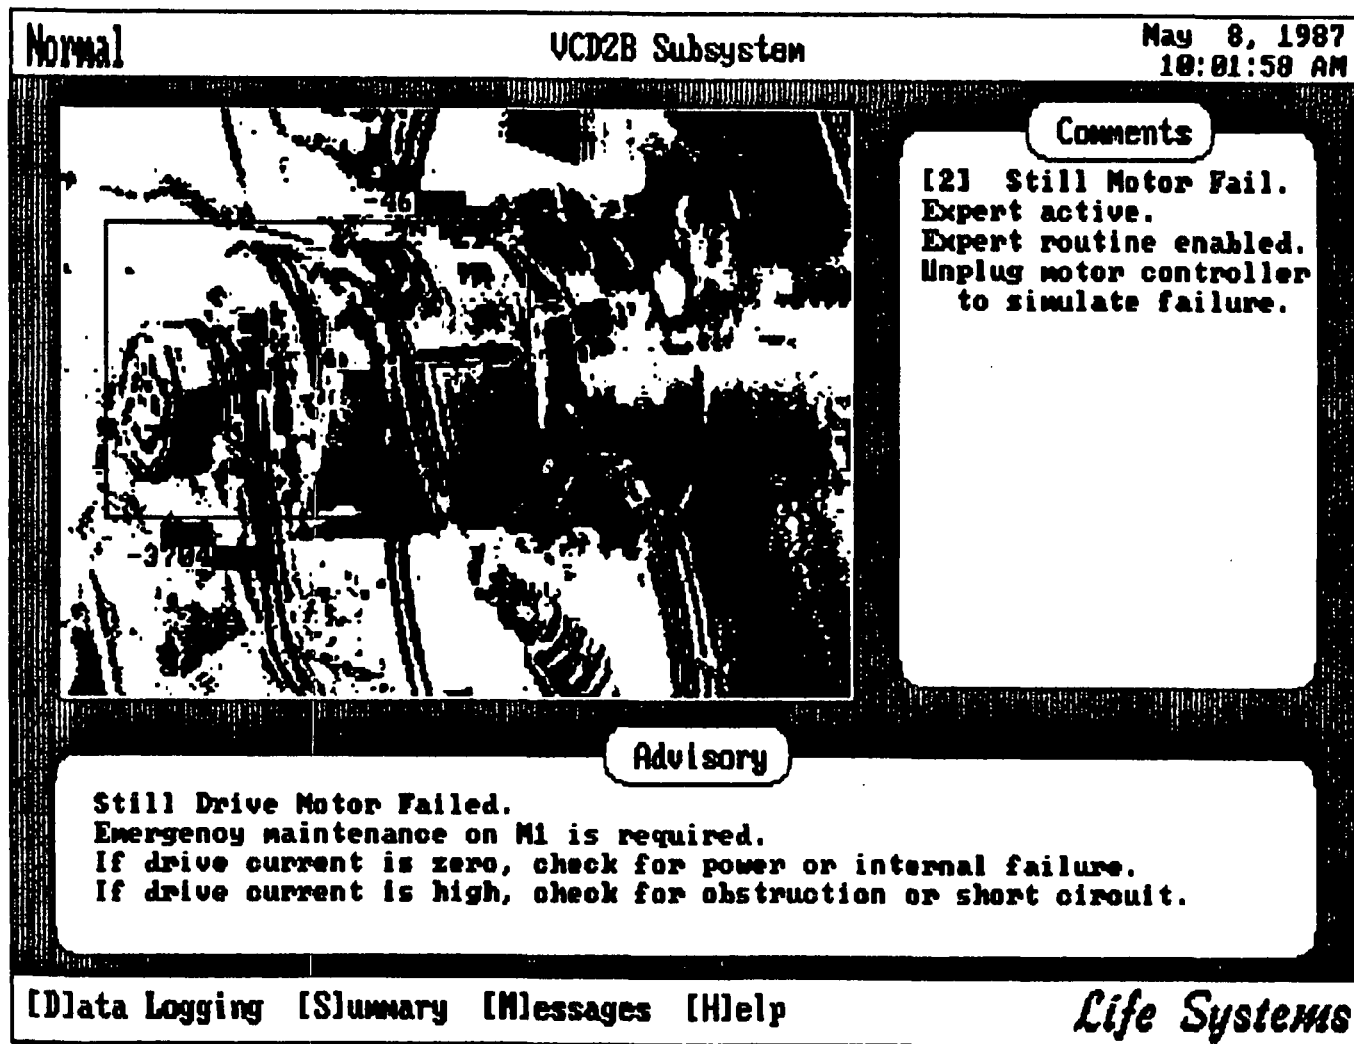 Normal
VCD2B Subsystem
May 8, 1987
10:01:50 AM
-46
-3704
Comments
[2] Still Motor Fail.
Expert active.
Expert routine enabled.
Unplug motor controller
to simulate failure.
Advisory
Still Drive Motor Failed.
Emergency maintenance on M1 is required.
If drive current is zero, check for power or internal failure.
If drive current is high, check for obstruction or short circuit.
[D]ata Logging [S]ummary [M]essages [H]elp
Life Systems